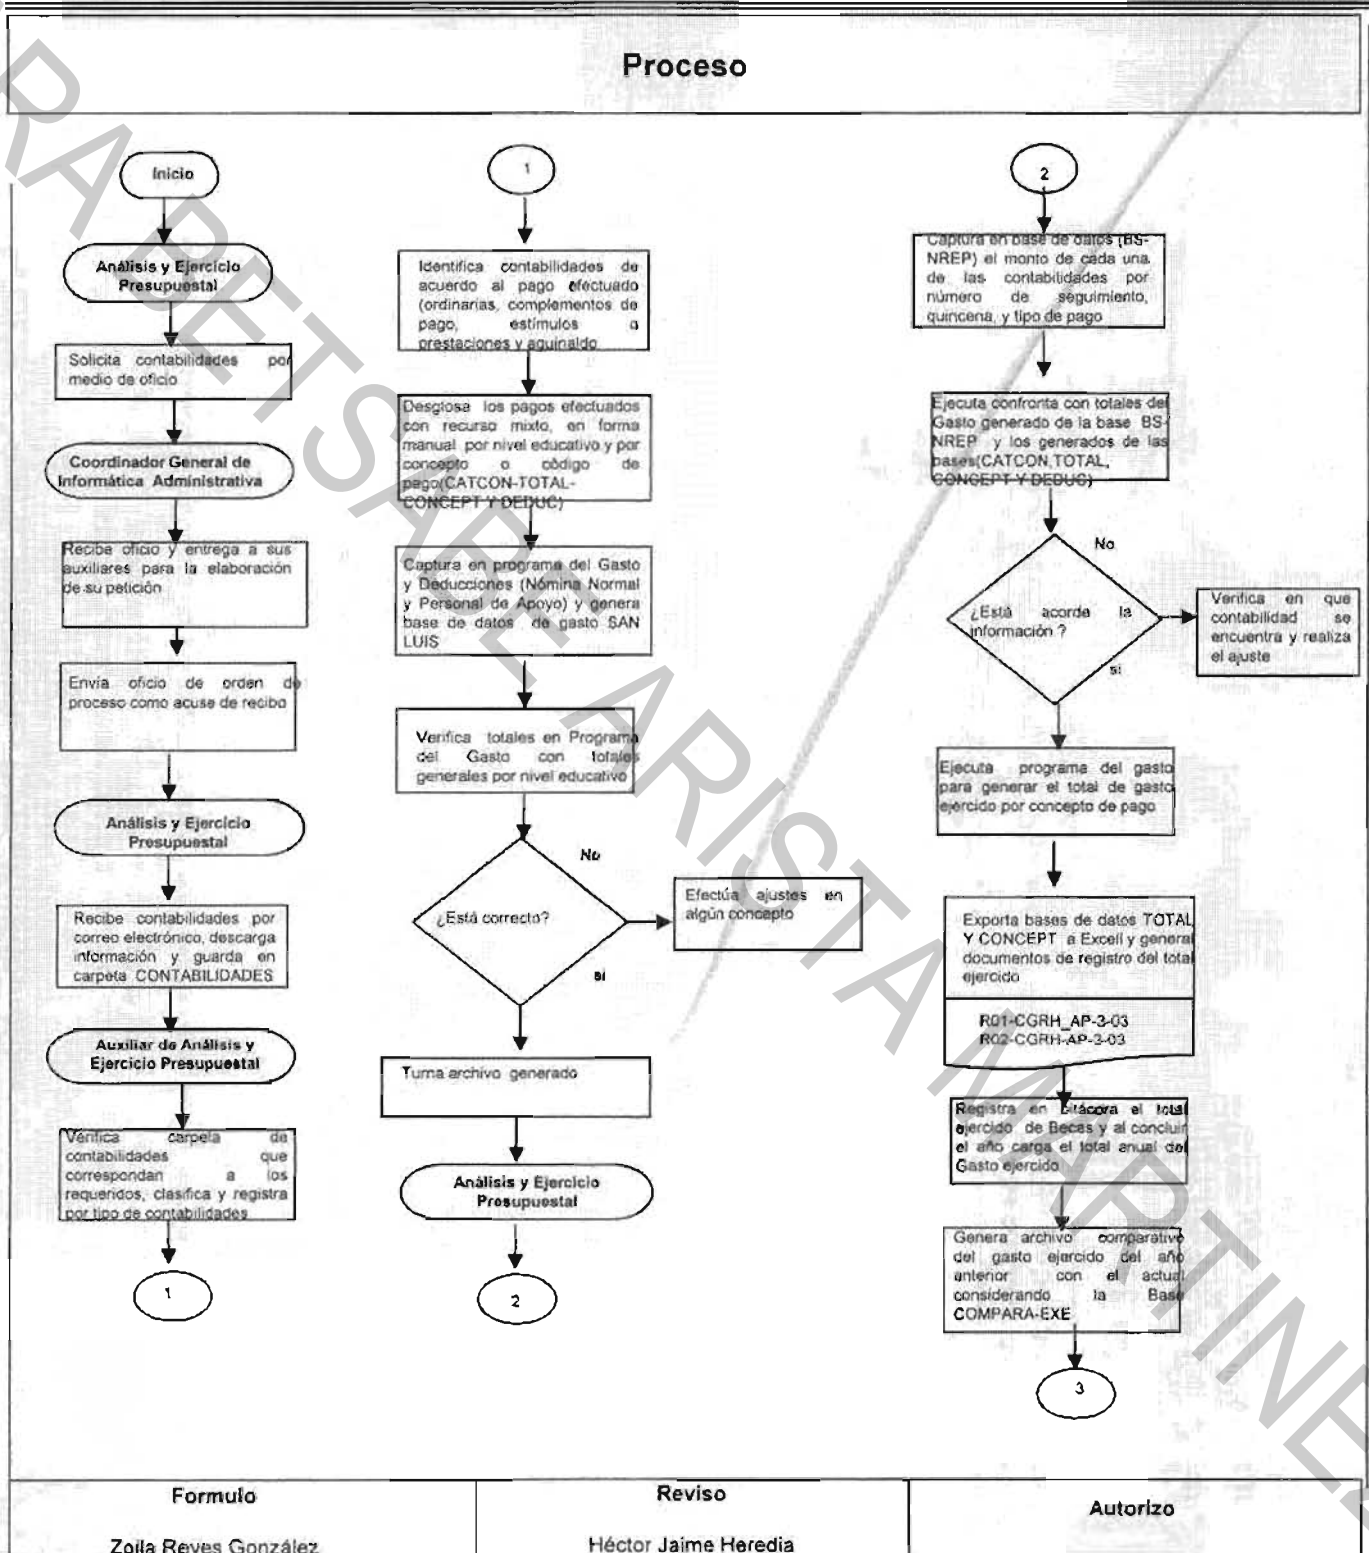 Proceso
Inicio
Análisis y Ejercicio
Presupuestal
Solicita contabilidades por
medio de oficio
Coordinador General de
Informática Administrativa
Recibe oficio y entrega a sus
auxiliares para la elaboración
de su petición
Envía oficio de orden de
proceso como acuse de recibo
Análisis y Ejercicio
Presupuestal
Recibe contabilidades por
correo electrónico, descarga
información y guarda en
carpeta CONTABILIDADES
Auxiliar de Análisis y
Ejercicio Presupuestal
Verifica carpeta de
contabilidades que
correspondan a los
requeridos, clasifica y registra
por tipo de contabilidades
1
1
Identifica contabilidades de
acuerdo al pago efectuado
(ordinarias, complementos de
pago, estímulos o
prestaciones y aguinaldo
Desglosa los pagos efectuados
con recurso mixto, en forma
manual por nivel educativo y por
concepto o código de
pago(CATCON-TOTAL-
CONCEPT Y DEDUC)
Captura en programa del Gasto
y Deducciones (Nómina Normal
y Personal de Apoyo) y genera
base de datos de gasto SAN
LUIS
Verifica totales en Programa
del Gasto con totales
generales por nivel educativo
¿Está correcto?
No
Efectúa ajustes en
algún concepto
si
Turna archivo generado
Análisis y Ejercicio
Presupuestal
2
2
Captura en base de datos (BS-
NREP) el monto de cada una
de las contabilidades por
número de seguimiento,
quincena, y tipo de pago
Ejecuta confronta con totales del
Gasto generado de la base BS-
NREP y los generados de las
bases(CATCON,TOTAL,
CONCEPT Y DEDUC)
No
¿Está acorde la
información ?
si
Verifica en que
contabilidad se
encuentra y realiza
el ajuste
Ejecuta programa del gasto
para generar el total de gasto
ejercido por concepto de pago
Exporta bases de datos TOTAL
Y CONCEPT a Excell y general
documentos de registro del total
ejercido
R01-CGRH_AP-3-03
R02-CGRH-AP-3-03
Registra en Bitácora el total
ejercido de Becas y al concluir
el año carga el total anual del
Gasto ejercido
Genera archivo comparativo
del gasto ejercido del año
anterior con el actual
considerando la Base
COMPARA-EXE
3
Formulo
Zoila Reyes González
Reviso
Héctor Jaime Heredia
Autorizo
RA BETSABE ARISTA MARTINEZ